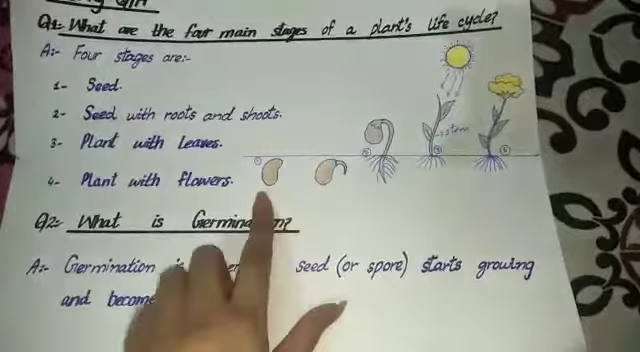 Q1:- What are the four main stages of a plant's life cycle?
A:- Four stages are:-
1- Seed.
2- Seed with roots and shoots.
3- Plant with Leaves.
4- Plant with flowers.
stem
Q2:- What is Germina n?
A:- Germination seed (or spore) starts growing
and become